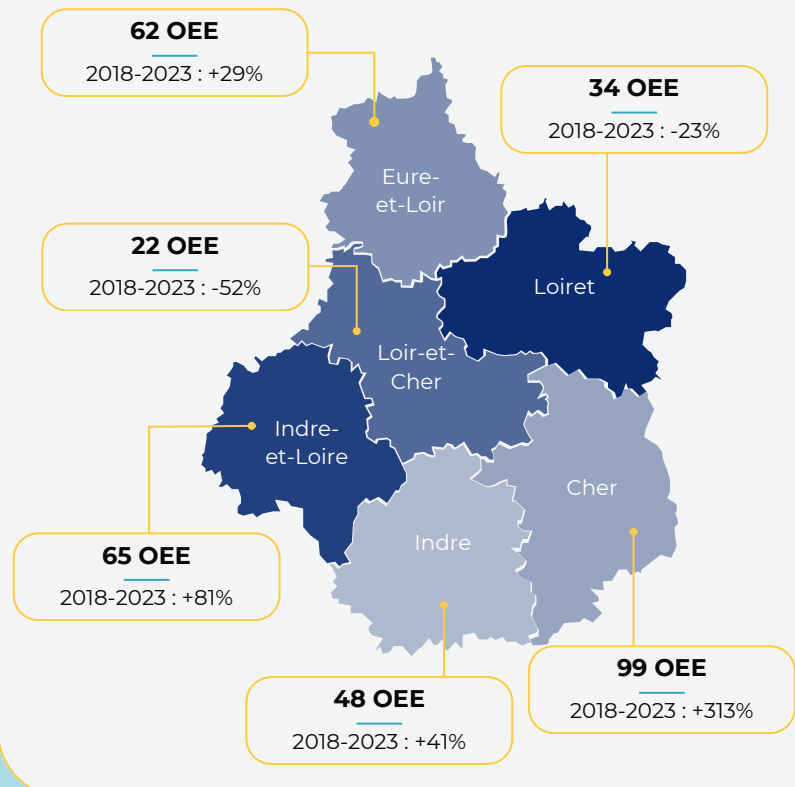 62 OEE
2018-2023 : +29%
34 OEE
2018-2023 : -23%
Eure-
et-Loir
22 OEE
2018-2023 : -52%
Loiret
Loir-et-
Cher
Indre-
et-Loire
Cher
Indre
65 OEE
2018-2023 : +81%
99 OEE
2018-2023 : +313%
48 OEE
2018-2023 : +41%